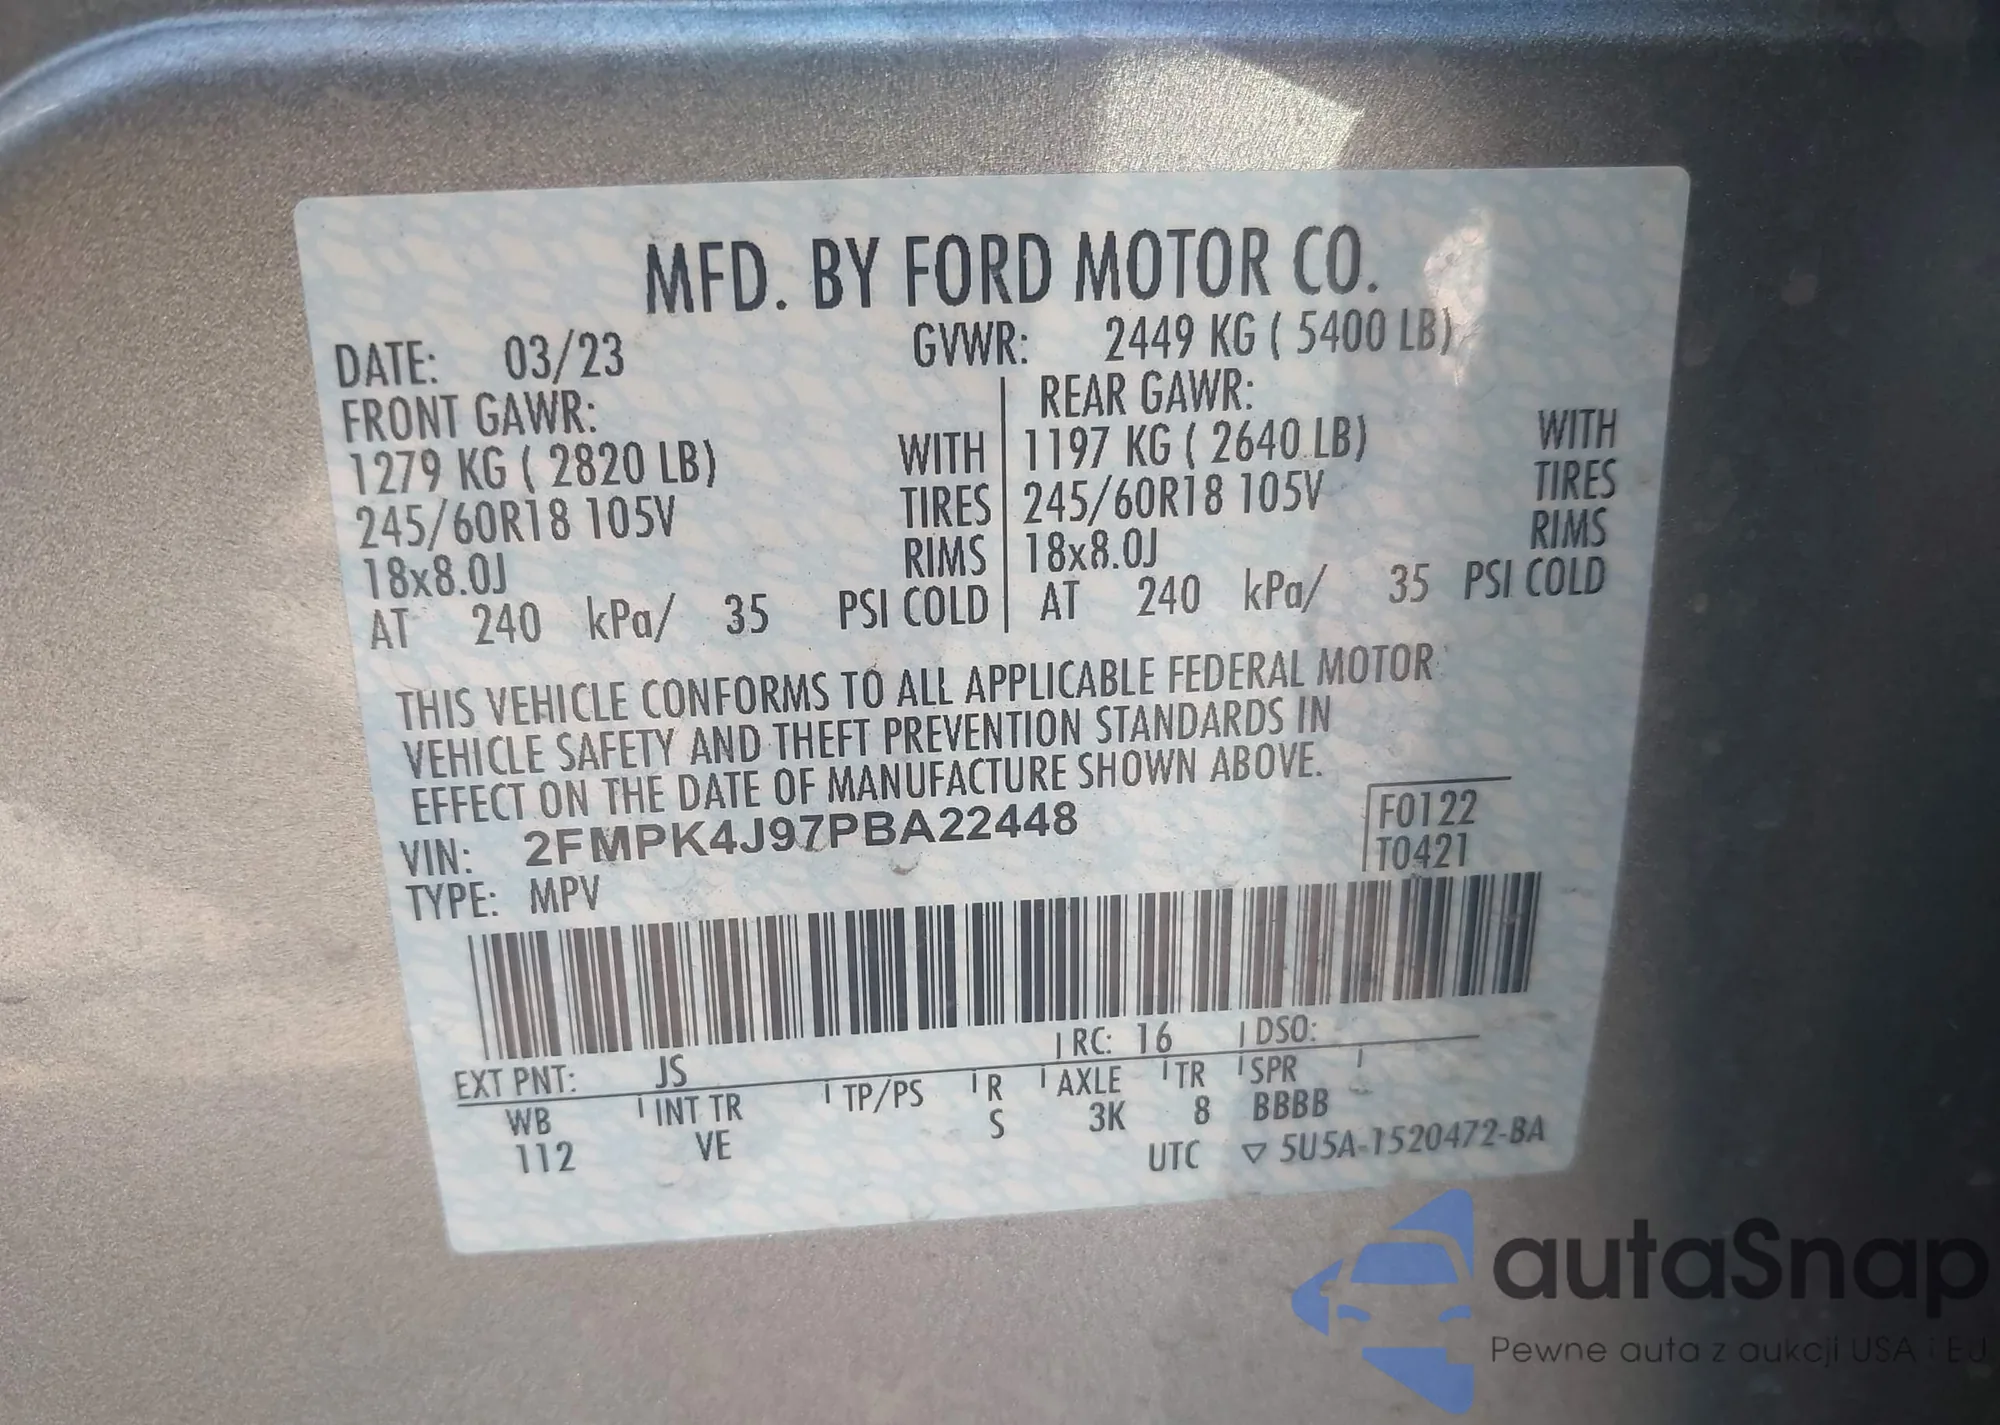 MFD. BY FORD MOTOR CO.
DATE: 03/23 GVWR: 2449 KG ( 5400 LB)
FRONT GAWR: REAR GAWR:
1279 KG ( 2820 LB) WITH 1197 KG ( 2640 LB) WITH
245/60R18 105V TIRES 245/60R18 105V TIRES
18x8.0J RIMS 18x8.0J RIMS
AT 240 kPa/ 35 PSI COLD AT 240 kPa/ 35 PSI COLD
THIS VEHICLE CONFORMS TO ALL APPLICABLE FEDERAL MOTOR
VEHICLE SAFETY AND THEFT PREVENTION STANDARDS IN
EFFECT ON THE DATE OF MANUFACTURE SHOWN ABOVE.
VIN: 2FMPK4J97PBA22448 F0122
TYPE: MPV T0421
EXT PNT: JS RC: 16 DSO:
WB INT TR TP/PS R AXLE TR SPR
112 VE S 3K 8 BBBB
UTC ▽ 5U5A-1520472-BA
autaSnap
Pewne auta z aukcji USA i EU